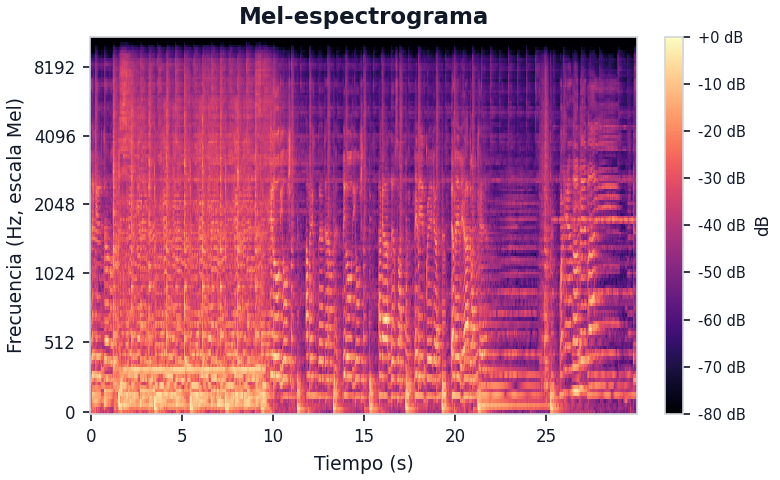 Mel-espectrograma
Frecuencia (Hz, escala Mel)
8192
4096
2048
1024
512
0
0
5
10
15
20
25
Tiempo (s)
+0 dB
-10 dB
-20 dB
-30 dB
-40 dB
-50 dB
-60 dB
-70 dB
-80 dB
dB